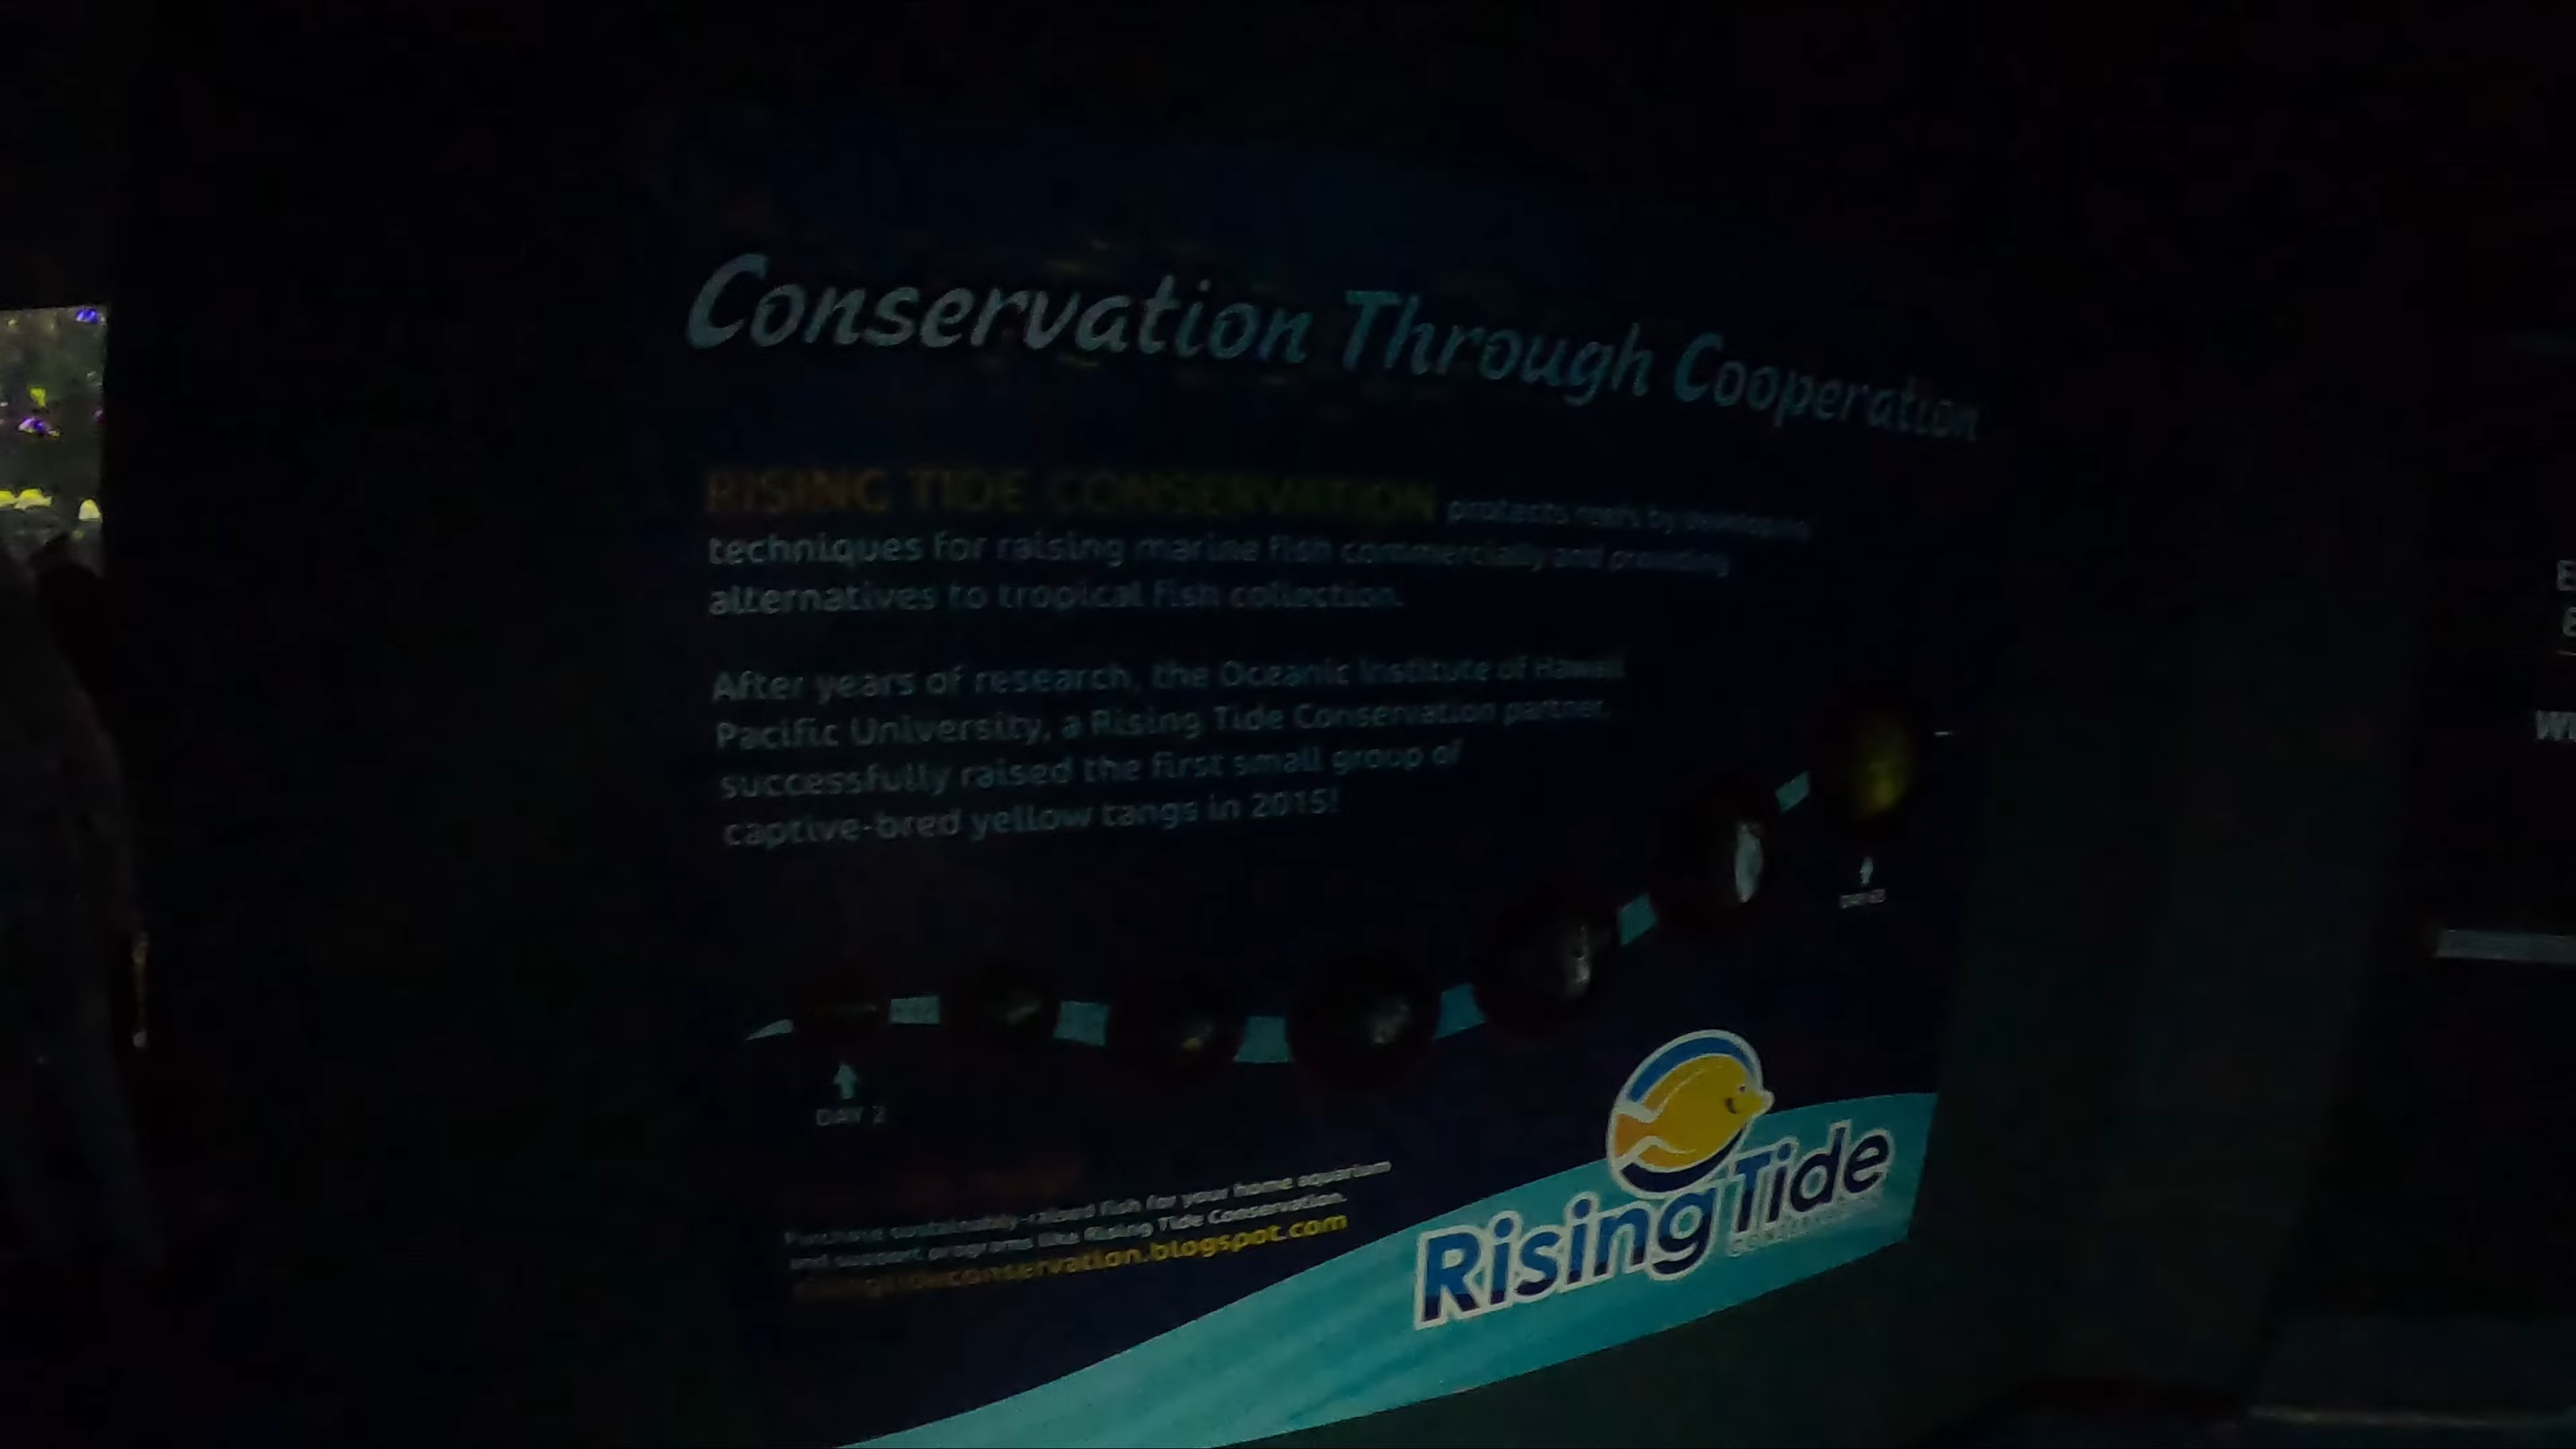 Conservation Through Cooperation
RISING TIDE CONSERVATION protects reefs by developing
techniques for raising marine fish commercially and providing
alternatives to tropical fish collection.
After years of research, the Oceanic Institute of Hawaii
Pacific University, a Rising Tide Conservation partner,
successfully raised the first small group of
captive-bred yellow tangs in 2015!
DAY 2
Purchase sustainably-raised fish for your home aquarium
and support programs like Rising Tide Conservation.
risingtideconservation.blogspot.com
Rising Tide
CONSERVATION